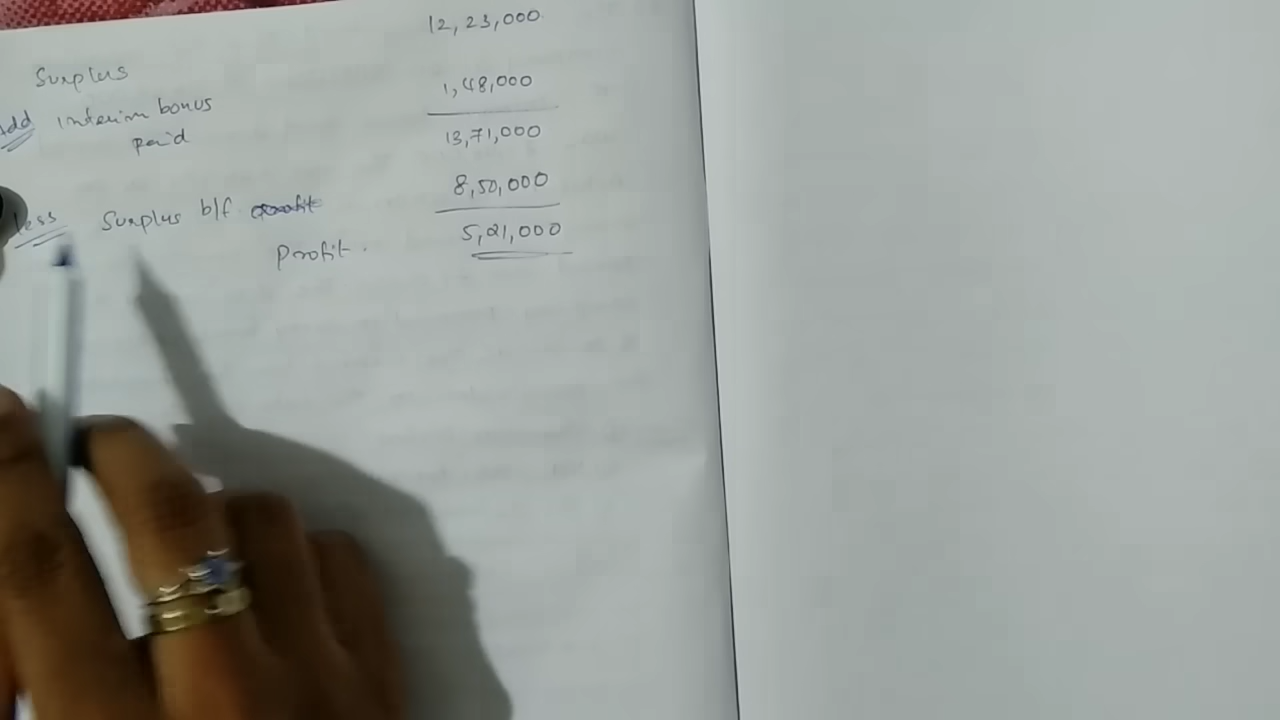 Surplus 12,23,000
Add interim bonus 1,48,000
paid 13,71,000
less Surplus b/f 8,50,000
Profit. 5,21,000